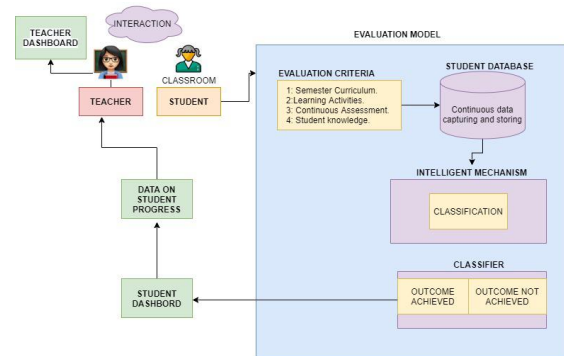 INTERACTION
TEACHER
DASHBOARD
CLASSROOM
TEACHER
STUDENT
DATA ON
STUDENT
PROGRESS
STUDENT
DASHBORD
EVALUATION MODEL
EVALUATION CRITERIA
1: Semester Curriculum.
2:Learning Activities.
3: Continuous Assessment.
4: Student knowledge.
STUDENT DATABASE
Continuous data
capturing and storing
INTELLIGENT MECHANISM
CLASSIFICATION
CLASSIFIER
OUTCOME
ACHIEVED
OUTCOME NOT
ACHIEVED